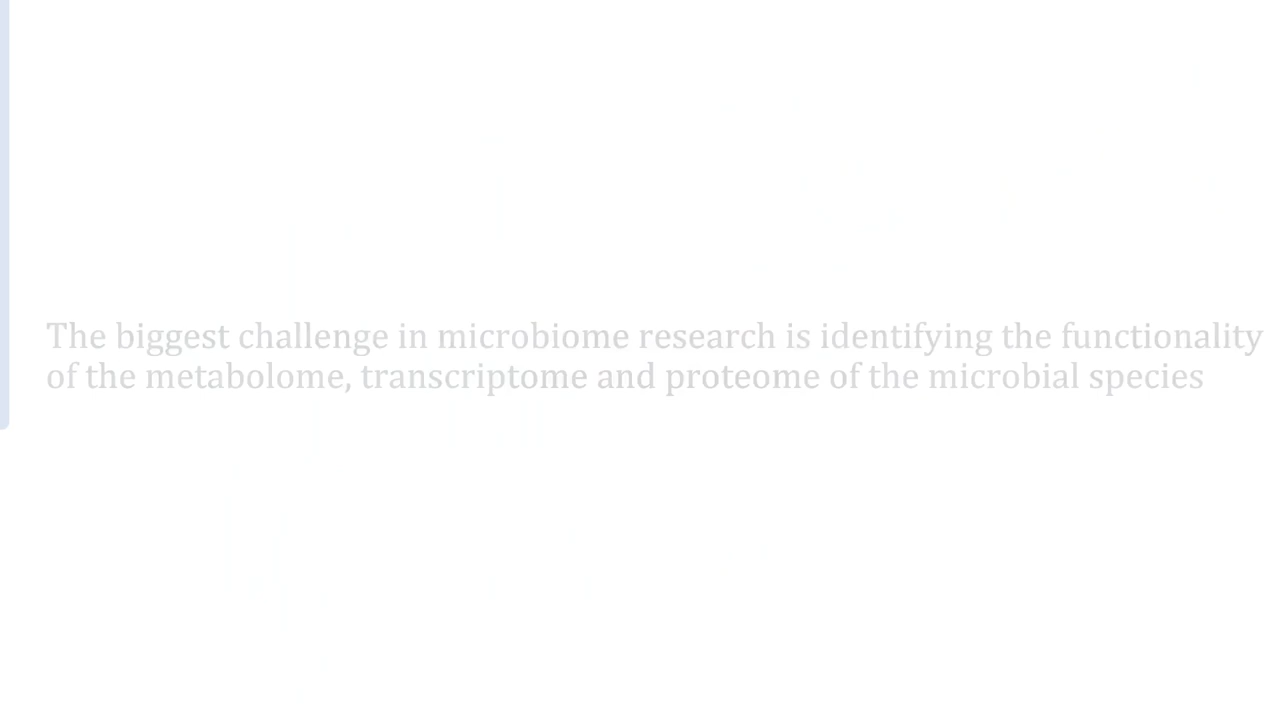 The biggest challenge in microbiome research is identifying the functionality
of the metabolome, transcriptome and proteome of the microbial species